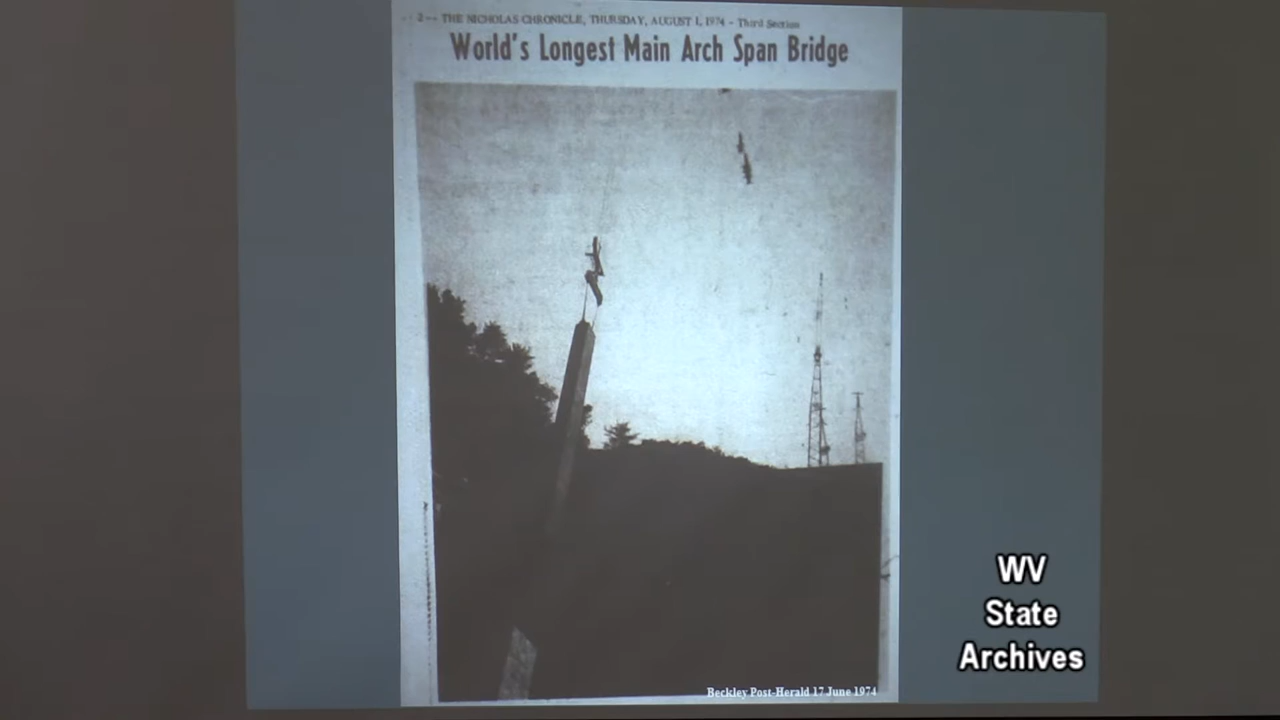 2 -- THE NICHOLAS CHRONICLE, THURSDAY, AUGUST 1, 1974 - Third Section
World's Longest Main Arch Span Bridge
WV
State
Archives
Beckley Post-Herald 17 June 1974